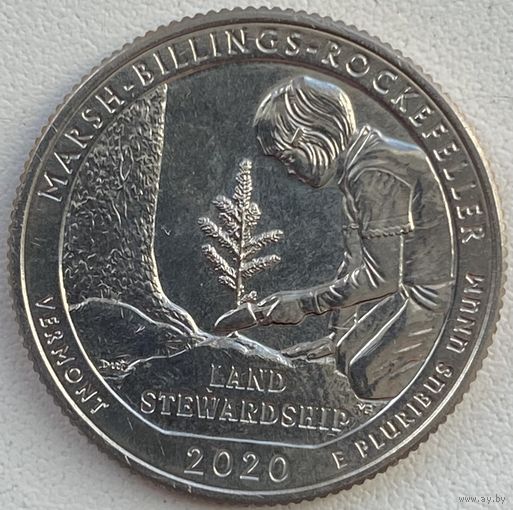 MARSH-BILLINGS-ROCKEFELLER
VERMONT
LAND
STEWARDSHIP
2020
E PLURIBUS UNUM
www.ay.by